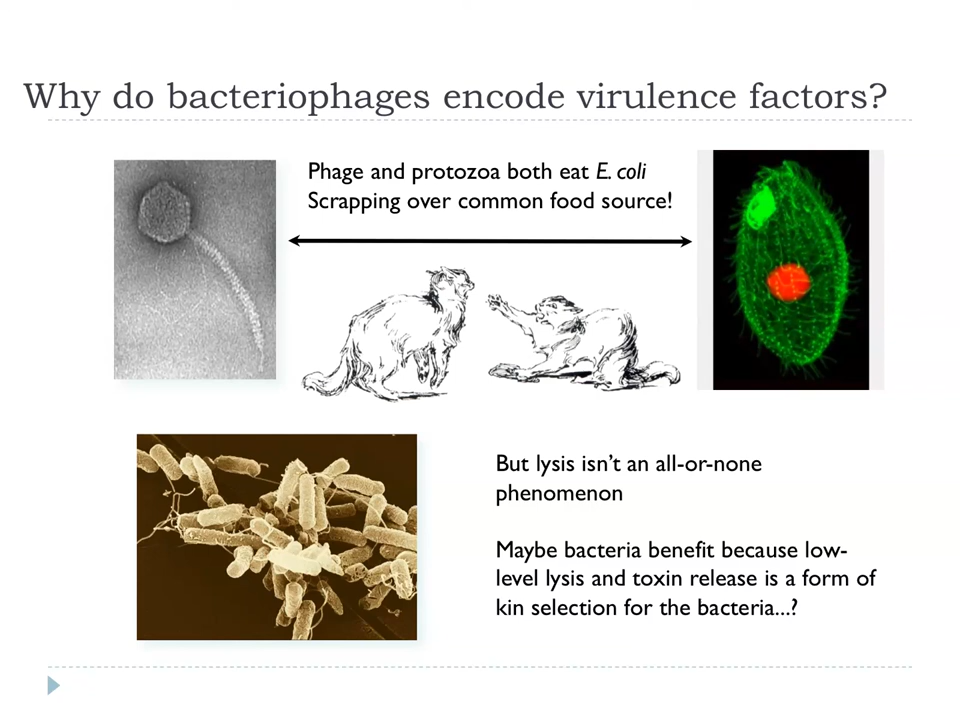 Why do bacteriophages encode virulence factors?
Phage and protozoa both eat E. coli
Scrapping over common food source!
But lysis isn’t an all-or-none
phenomenon
Maybe bacteria benefit because low-
level lysis and toxin release is a form of
kin selection for the bacteria...?